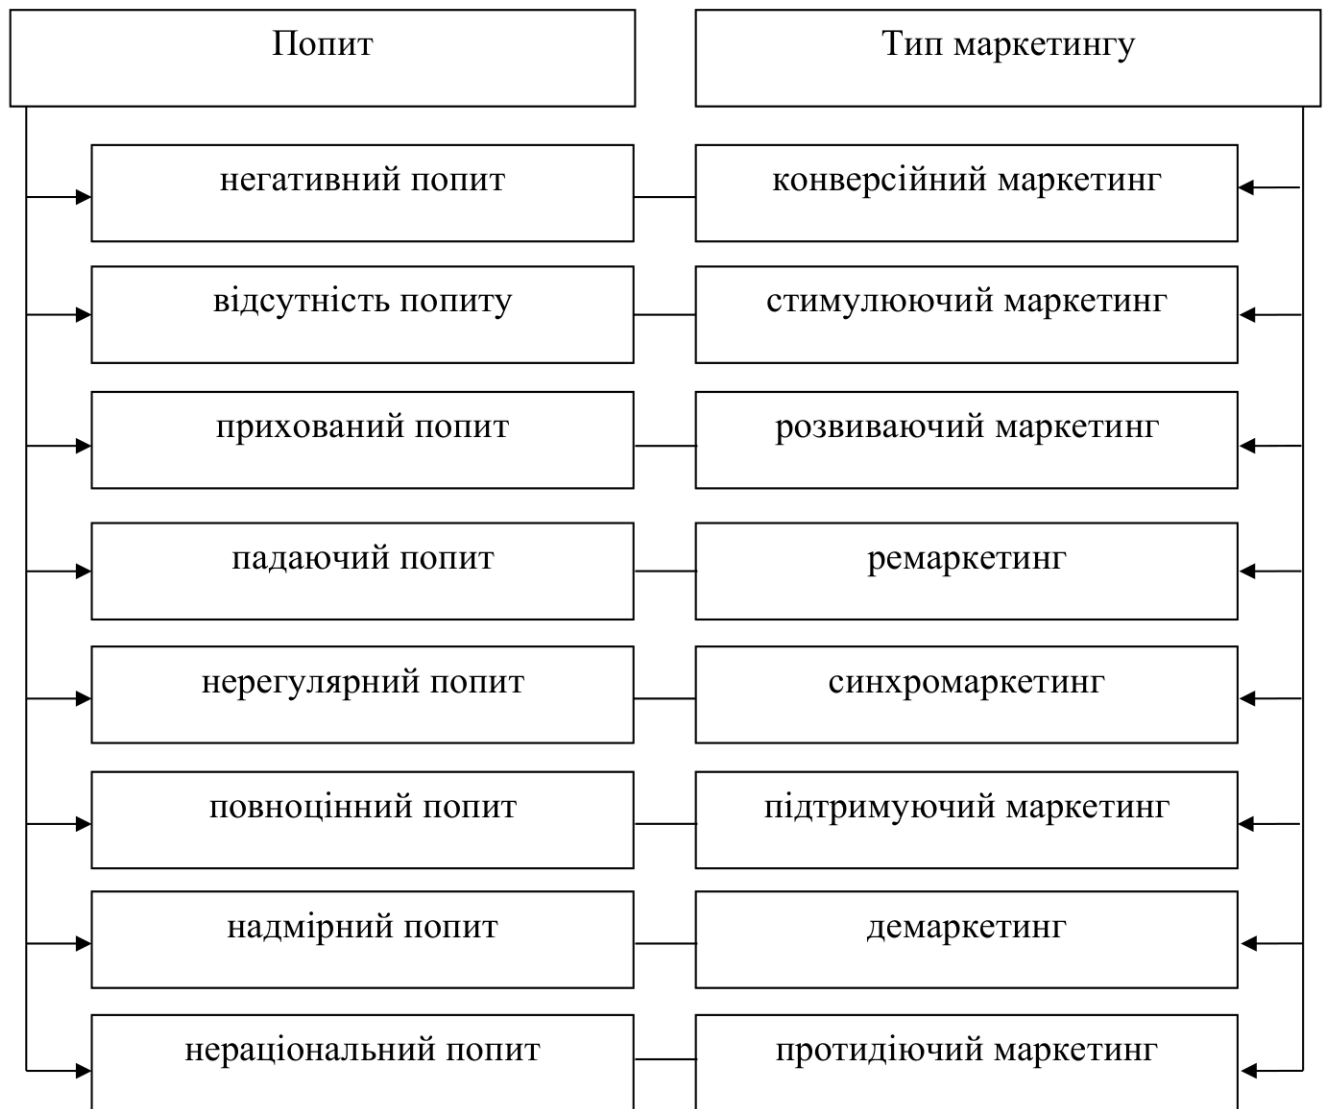 Попит
Тип маркетингу
негативний попит
конверсійний маркетинг
відсутність попиту
стимулюючий маркетинг
прихований попит
розвиваючий маркетинг
падаючий попит
ремаркетинг
нерегулярний попит
синхромаркетинг
повноцінний попит
підтримуючий маркетинг
надмірний попит
демаркетинг
нераціональний попит
протидіючий маркетинг